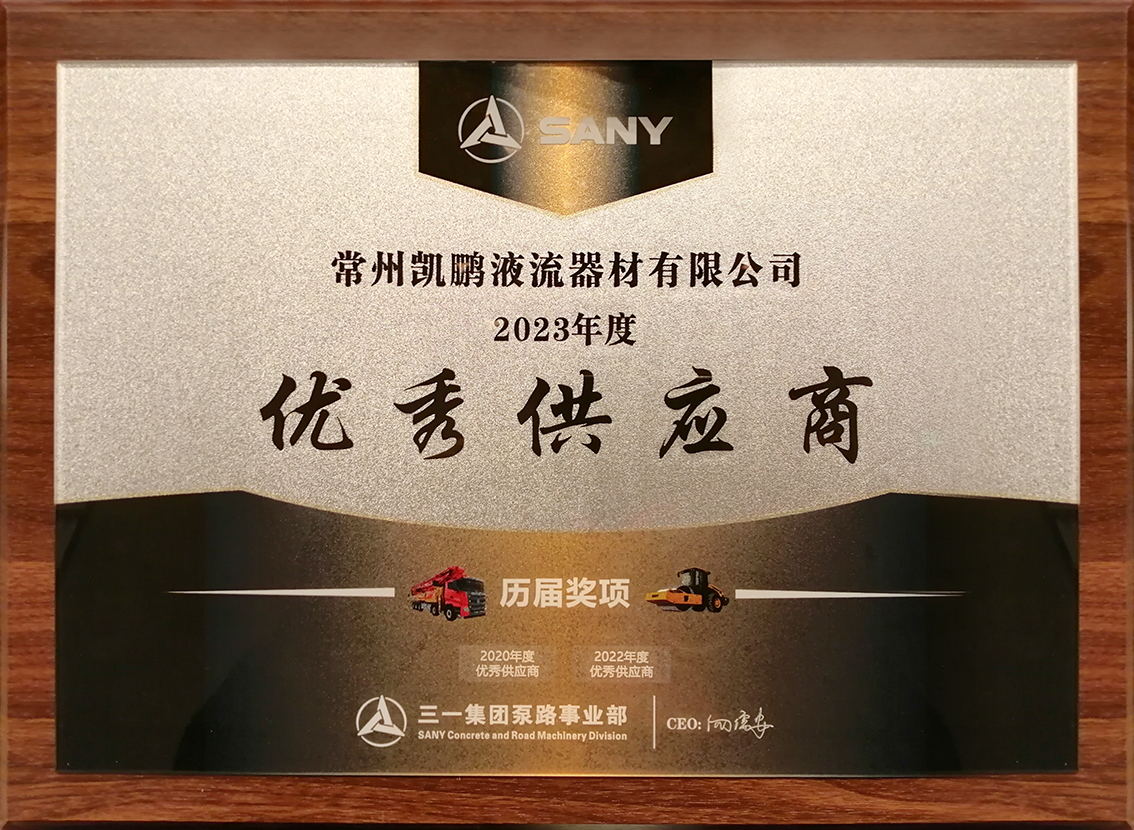 SANY
常州凯鹏液流器材有限公司
2023年度
优秀供应商
历届奖项
2020年度
优秀供应商
2022年度
优秀供应商
三一集团泵路事业部
SANY Concrete and Road Machinery Division
CEO: